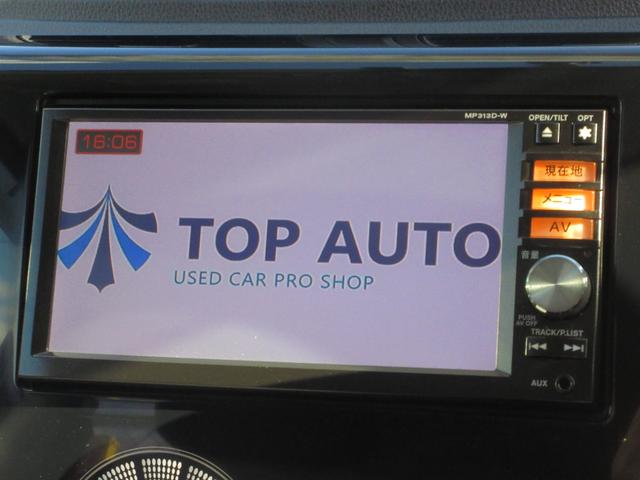 MP313D-W
OPEN/TILT OPT
16:06
現在地
メニュー
AV
TOP AUTO
USED CAR PRO SHOP
音量
PUSH
AV OFF
TRACK/P.LIST
AUX